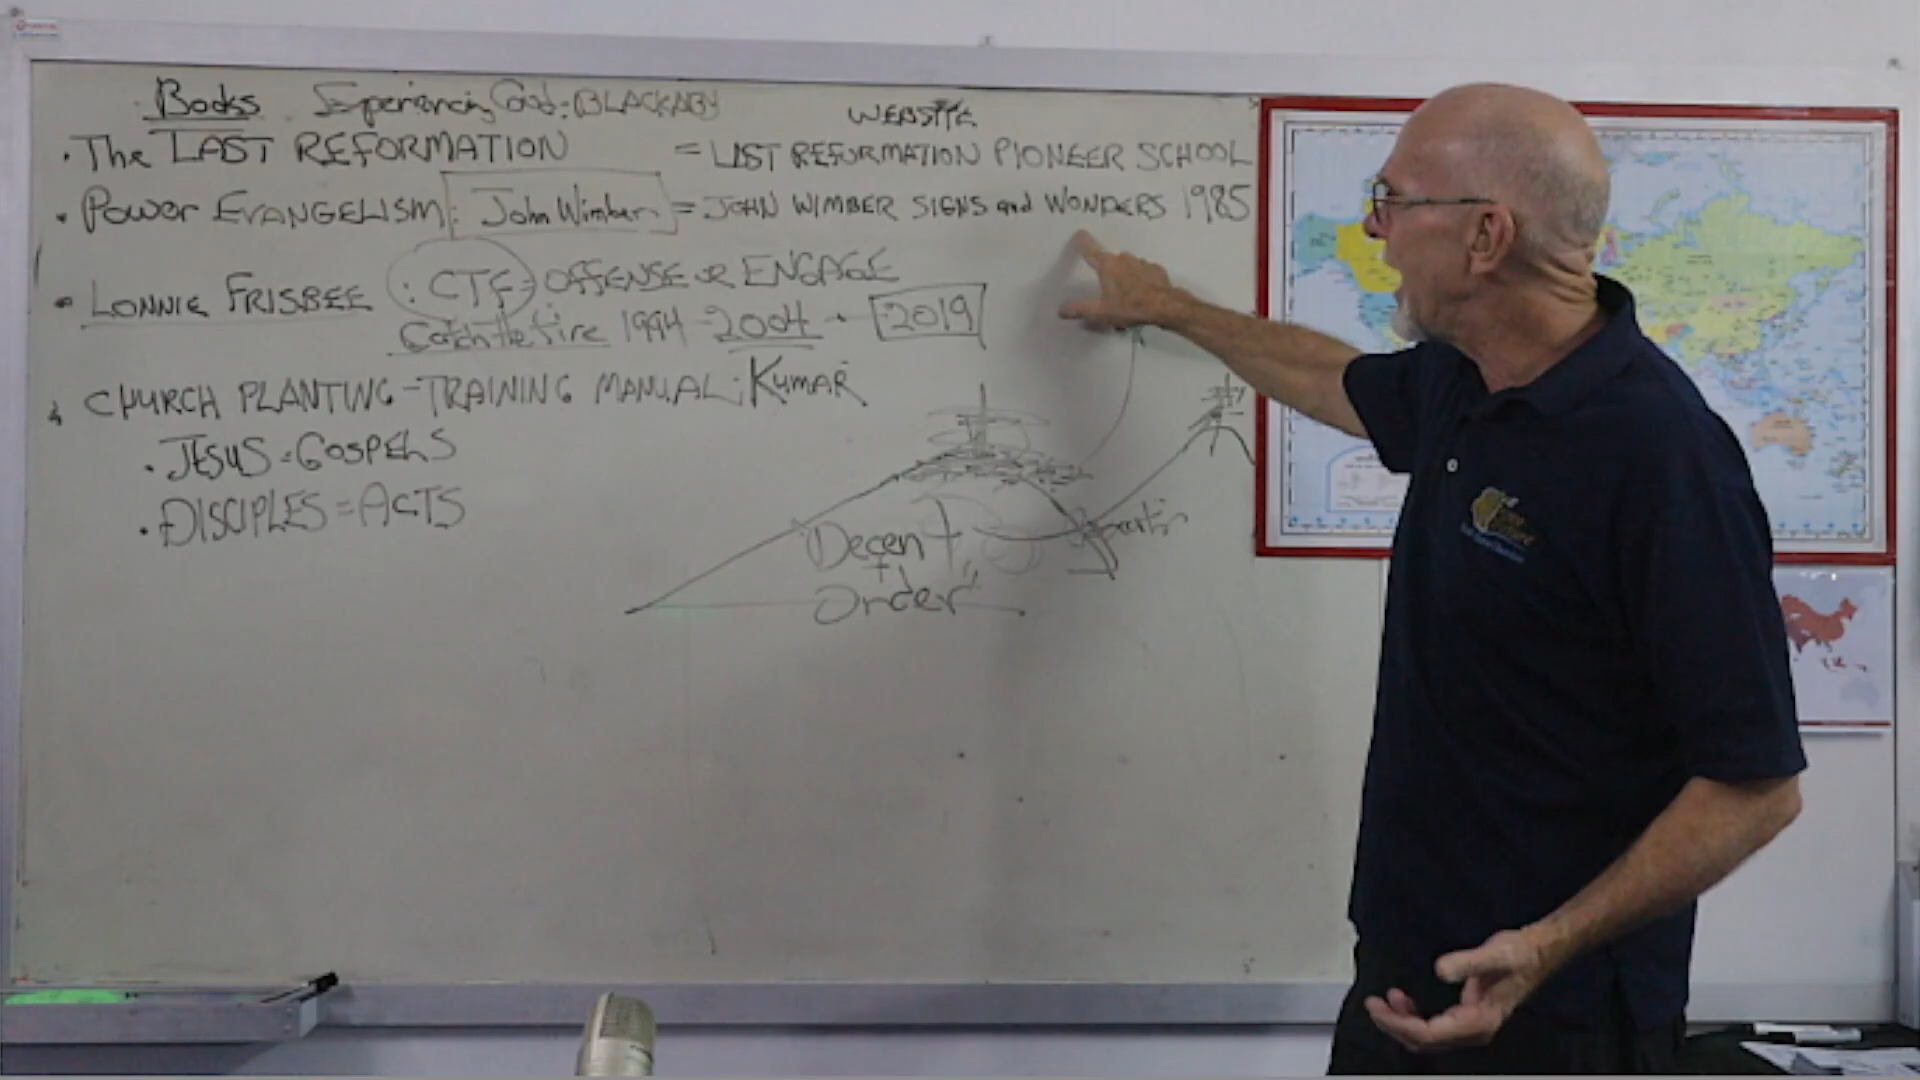 Books Experiencing God: BLACKABY
WEBSITE
• The LAST REFORMATION = LAST REFORMATION PIONEER SCHOOL
• Power EVANGELISM: John Wimber = JOHN WIMBER SIGNS and WONDERS 1985
• LONNIE FRISBEE : CTF = OFFENSE or ENGAGE
Catch the Fire 1994 - 2004 - 2019
• CHURCH PLANTING - TRAINING MANUAL: KUMAR
• JESUS = GOSPELS
• DISCIPLES = ACTS
Decent
+
Order"